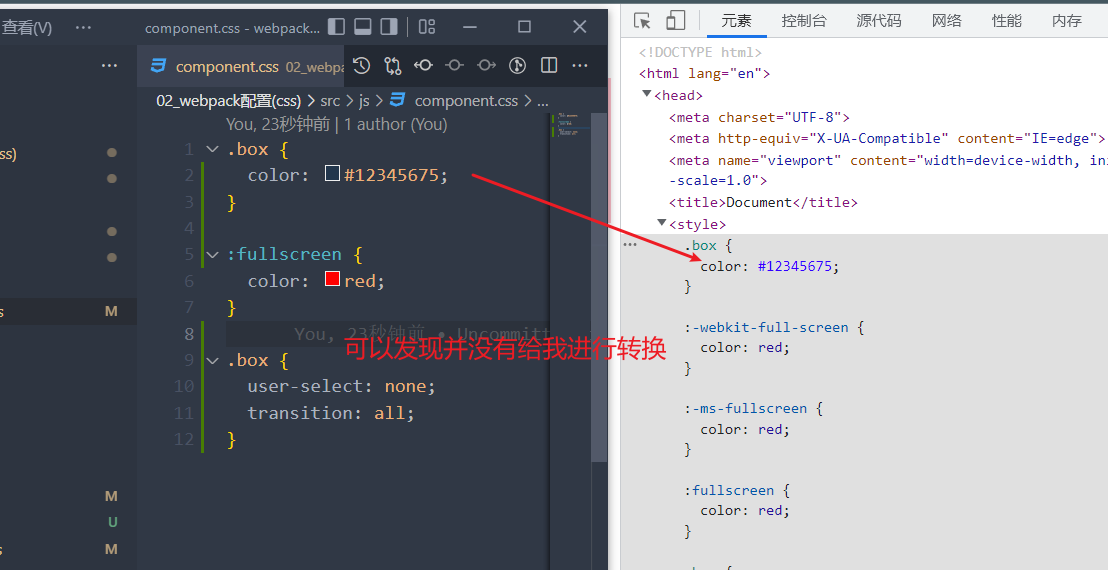 查看(V) ···
component.css - webpack...
···
component.css 02_webpa
···
02_webpack配置(css) > src > js > component.css > ...
You, 23秒钟前 | 1 author (You)
ss)
1 .box {
2 color: #12345675;
3 }
4
5 :fullscreen {
6 color: red;
7 }
8 You, 23秒钟前 • Uncommitt
9 .box {
10 user-select: none;
11 transition: all;
12 }
s M
M
U
s M
可以发现并没有给我进行转换
元素 控制台 源代码 网络 性能 内存
<!DOCTYPE html>
<html lang="en">
<head>
<meta charset="UTF-8">
<meta http-equiv="X-UA-Compatible" content="IE=edge">
<meta name="viewport" content="width=device-width, ini
-scale=1.0">
<title>Document</title>
<style>
··· .box {
color: #12345675;
}
:-webkit-full-screen {
color: red;
}
:-ms-fullscreen {
color: red;
}
:fullscreen {
color: red;
}